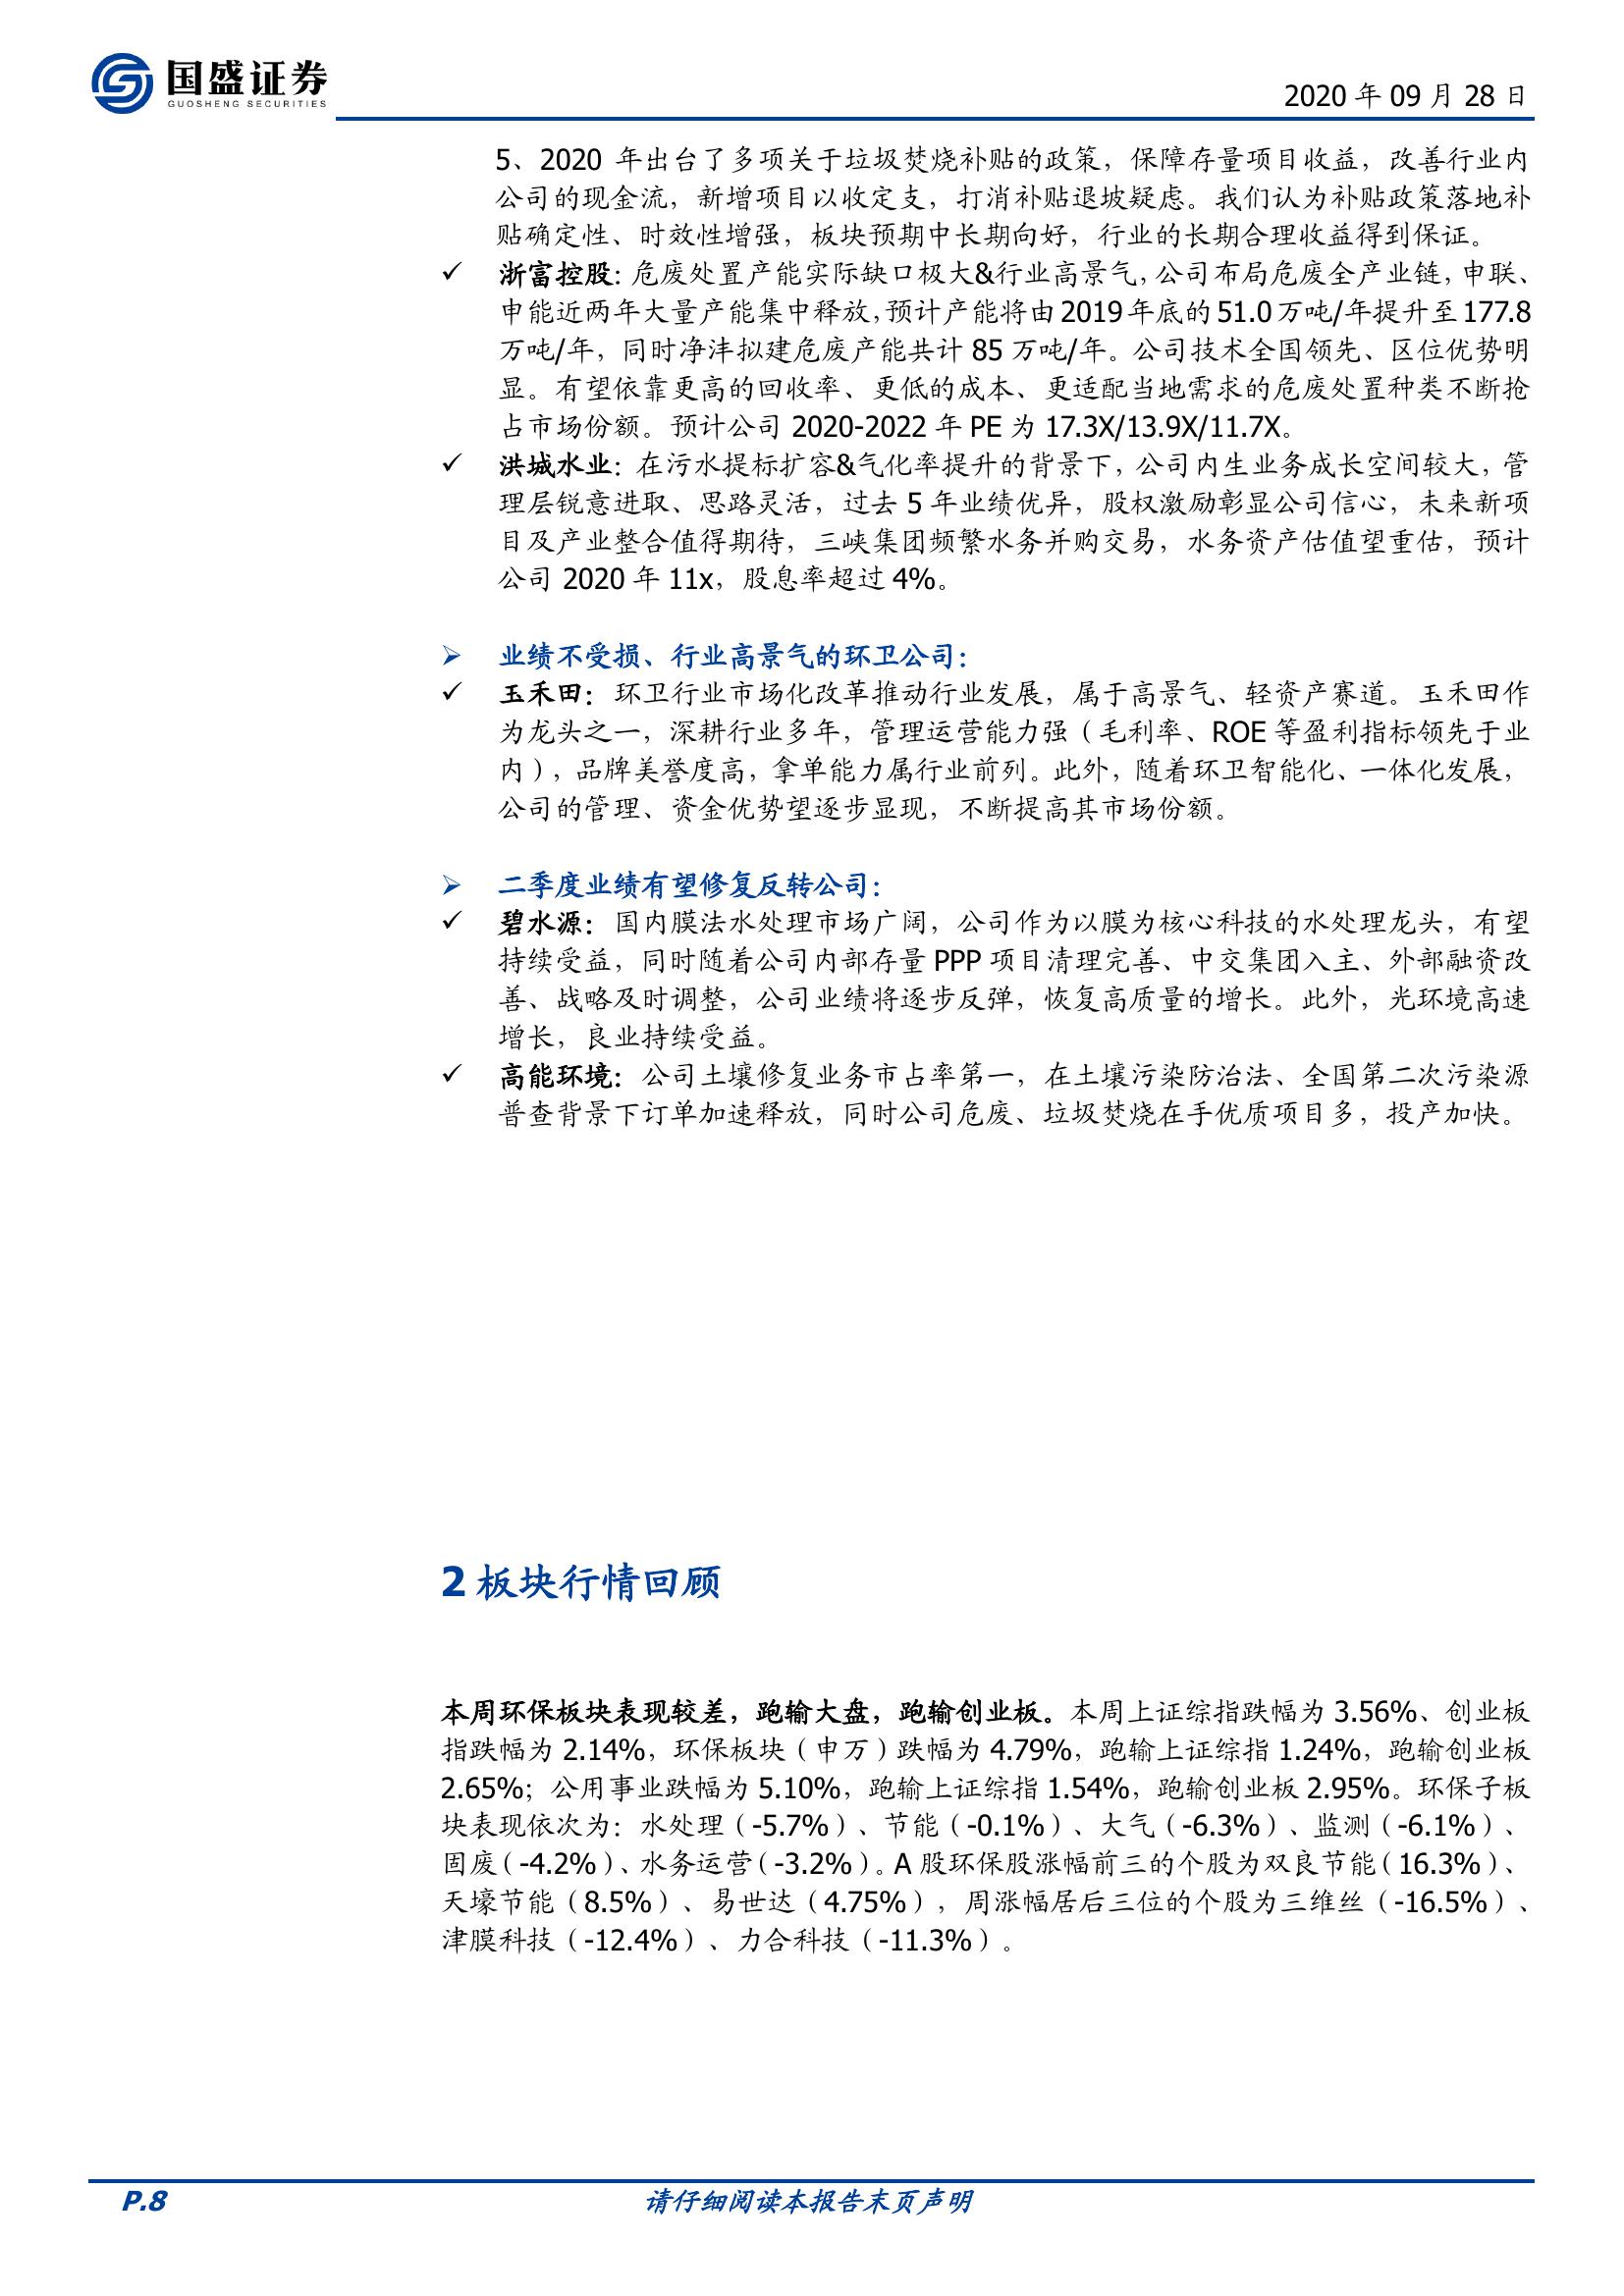 国盛证券
GUOSHENG SECURITIES
2020 年 09 月 28 日
5、2020 年出台了多项关于垃圾焚烧补贴的政策，保障存量项目收益，改善行业内
公司的现金流，新增项目以收定支，打消补贴退坡疑虑。我们认为补贴政策落地补
贴确定性、时效性增强，板块预期中长期向好，行业的长期合理收益得到保证。
✓ 浙富控股：危废处置产能实际缺口极大&行业高景气，公司布局危废全产业链，申联、
申能近两年大量产能集中释放，预计产能将由 2019 年底的 51.0 万吨/年提升至 177.8
万吨/年，同时净沣拟建危废产能共计 85 万吨/年。公司技术全国领先、区位优势明
显。有望依靠更高的回收率、更低的成本、更适配当地需求的危废处置种类不断抢
占市场份额。预计公司 2020-2022 年 PE 为 17.3X/13.9X/11.7X。
✓ 洪城水业：在污水提标扩容&气化率提升的背景下，公司内生业务成长空间较大，管
理层锐意进取、思路灵活，过去 5 年业绩优异，股权激励彰显公司信心，未来新项
目及产业整合值得期待，三峡集团频繁水务并购交易，水务资产估值望重估，预计
公司 2020 年 11x，股息率超过 4%。
➢ 业绩不受损、行业高景气的环卫公司：
✓ 玉禾田：环卫行业市场化改革推动行业发展，属于高景气、轻资产赛道。玉禾田作
为龙头之一，深耕行业多年，管理运营能力强（毛利率、ROE 等盈利指标领先于业
内），品牌美誉度高，拿单能力属行业前列。此外，随着环卫智能化、一体化发展，
公司的管理、资金优势望逐步显现，不断提高其市场份额。
➢ 二季度业绩有望修复反转公司：
✓ 碧水源：国内膜法水处理市场广阔，公司作为以膜为核心科技的水处理龙头，有望
持续受益，同时随着公司内部存量 PPP 项目清理完善、中交集团入主、外部融资改
善、战略及时调整，公司业绩将逐步反弹，恢复高质量的增长。此外，光环境高速
增长，良业持续受益。
✓ 高能环境：公司土壤修复业务市占率第一，在土壤污染防治法、全国第二次污染源
普查背景下订单加速释放，同时公司危废、垃圾焚烧在手优质项目多，投产加快。
2 板块行情回顾
本周环保板块表现较差，跑输大盘，跑输创业板。本周上证综指跌幅为 3.56%、创业板
指跌幅为 2.14%，环保板块（申万）跌幅为 4.79%，跑输上证综指 1.24%，跑输创业板
2.65%；公用事业跌幅为 5.10%，跑输上证综指 1.54%，跑输创业板 2.95%。环保子板
块表现依次为：水处理（-5.7%）、节能（-0.1%）、大气（-6.3%）、监测（-6.1%）、
固废（-4.2%）、水务运营（-3.2%）。A 股环保股涨幅前三的个股为双良节能（16.3%）、
天壕节能（8.5%）、易世达（4.75%），周涨幅居后三位的个股为三维丝（-16.5%）、
津膜科技（-12.4%）、力合科技（-11.3%）。
P.8
请仔细阅读本报告末页声明